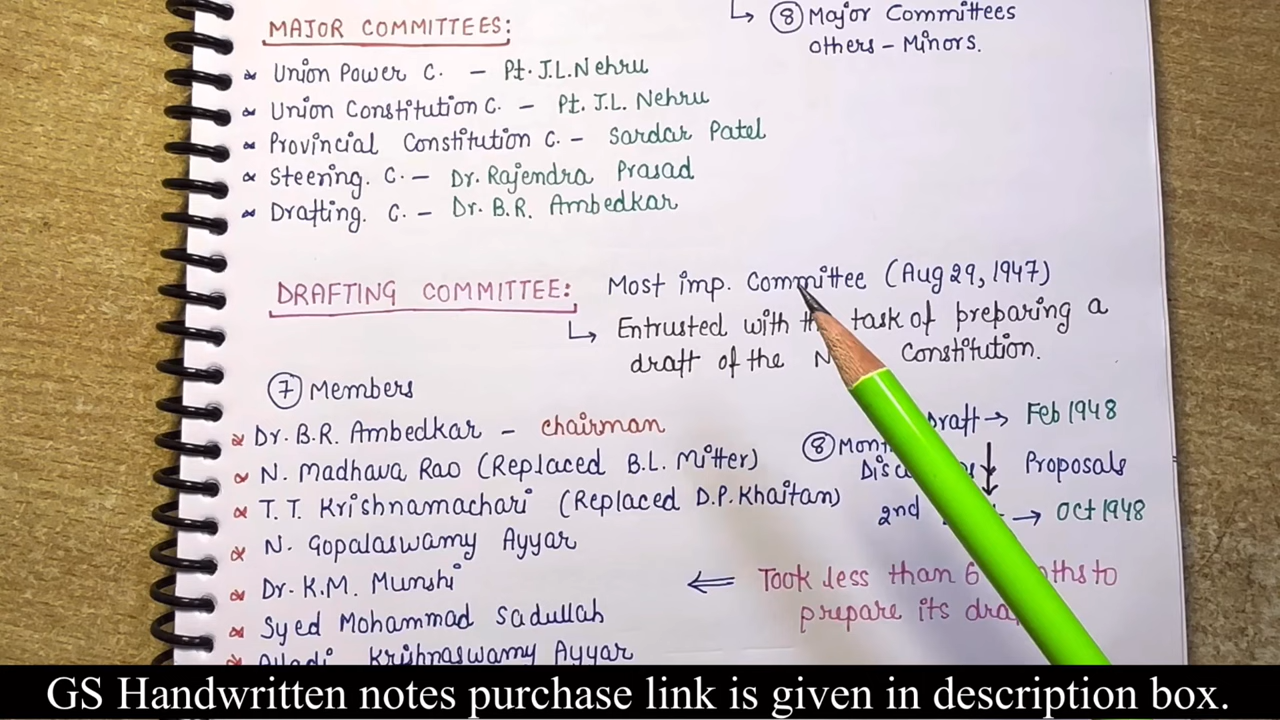 MAJOR COMMITTEES:
↳ ⑧ Major Committees
others - Minors.
Union Power C. - Pt. J.L.Nehru
Union Constitution C. - Pt. J.L. Nehru
Provincial Constitution C. - Sardar Patel
Steering. C. - Dr. Rajendra Prasad
Drafting. C. - Dr. B.R. Ambedkar
DRAFTING COMMITTEE: Most imp. Committee (Aug 29, 1947)
↳ Entrusted with task of preparing a
draft of the Constitution.
⑦ Members
Dr. B.R. Ambedkar - chairman
N. Madhava Rao (Replaced B.L. Mitter)
T.T. Krishnamachari (Replaced D.P. Khaitan)
N. Gopalaswamy Ayyar
Dr. K.M. Munshi
Syed Mohammad Sadullah
Krishnaswamy Ayyar
Draft → Feb 1948
⑧ ↓ Proposals
2nd → Oct 1948
⇐ Took less than 6 to
prepare its
GS Handwritten notes purchase link is given in description box.